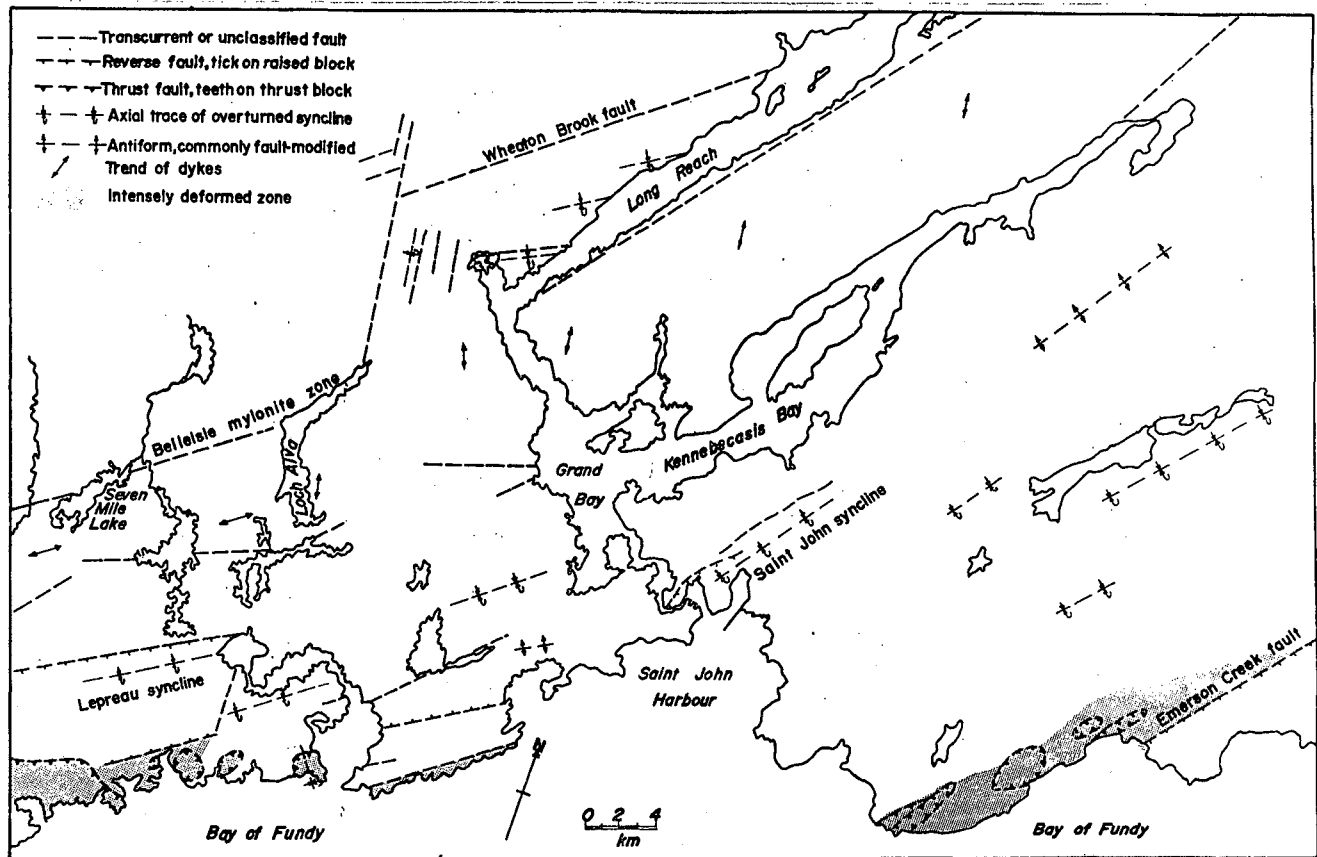 Transcurrent or unclassified fault
Reverse fault, tick on raised block
Thrust fault, teeth on thrust block
Axial trace of overturned syncline
Antiform, commonly fault-modified
Trend of dykes
Intensely deformed zone
Wheaton Brook fault
Long Reach
Belleisle mylonite zone
Loch Alva
Seven
Mile
Lake
Grand
Bay
Kennebecasis Bay
Saint John syncline
Lepreau syncline
Saint John
Harbour
Emerson Creek fault
N
0 2 4
km
Bay of Fundy
Bay of Fundy